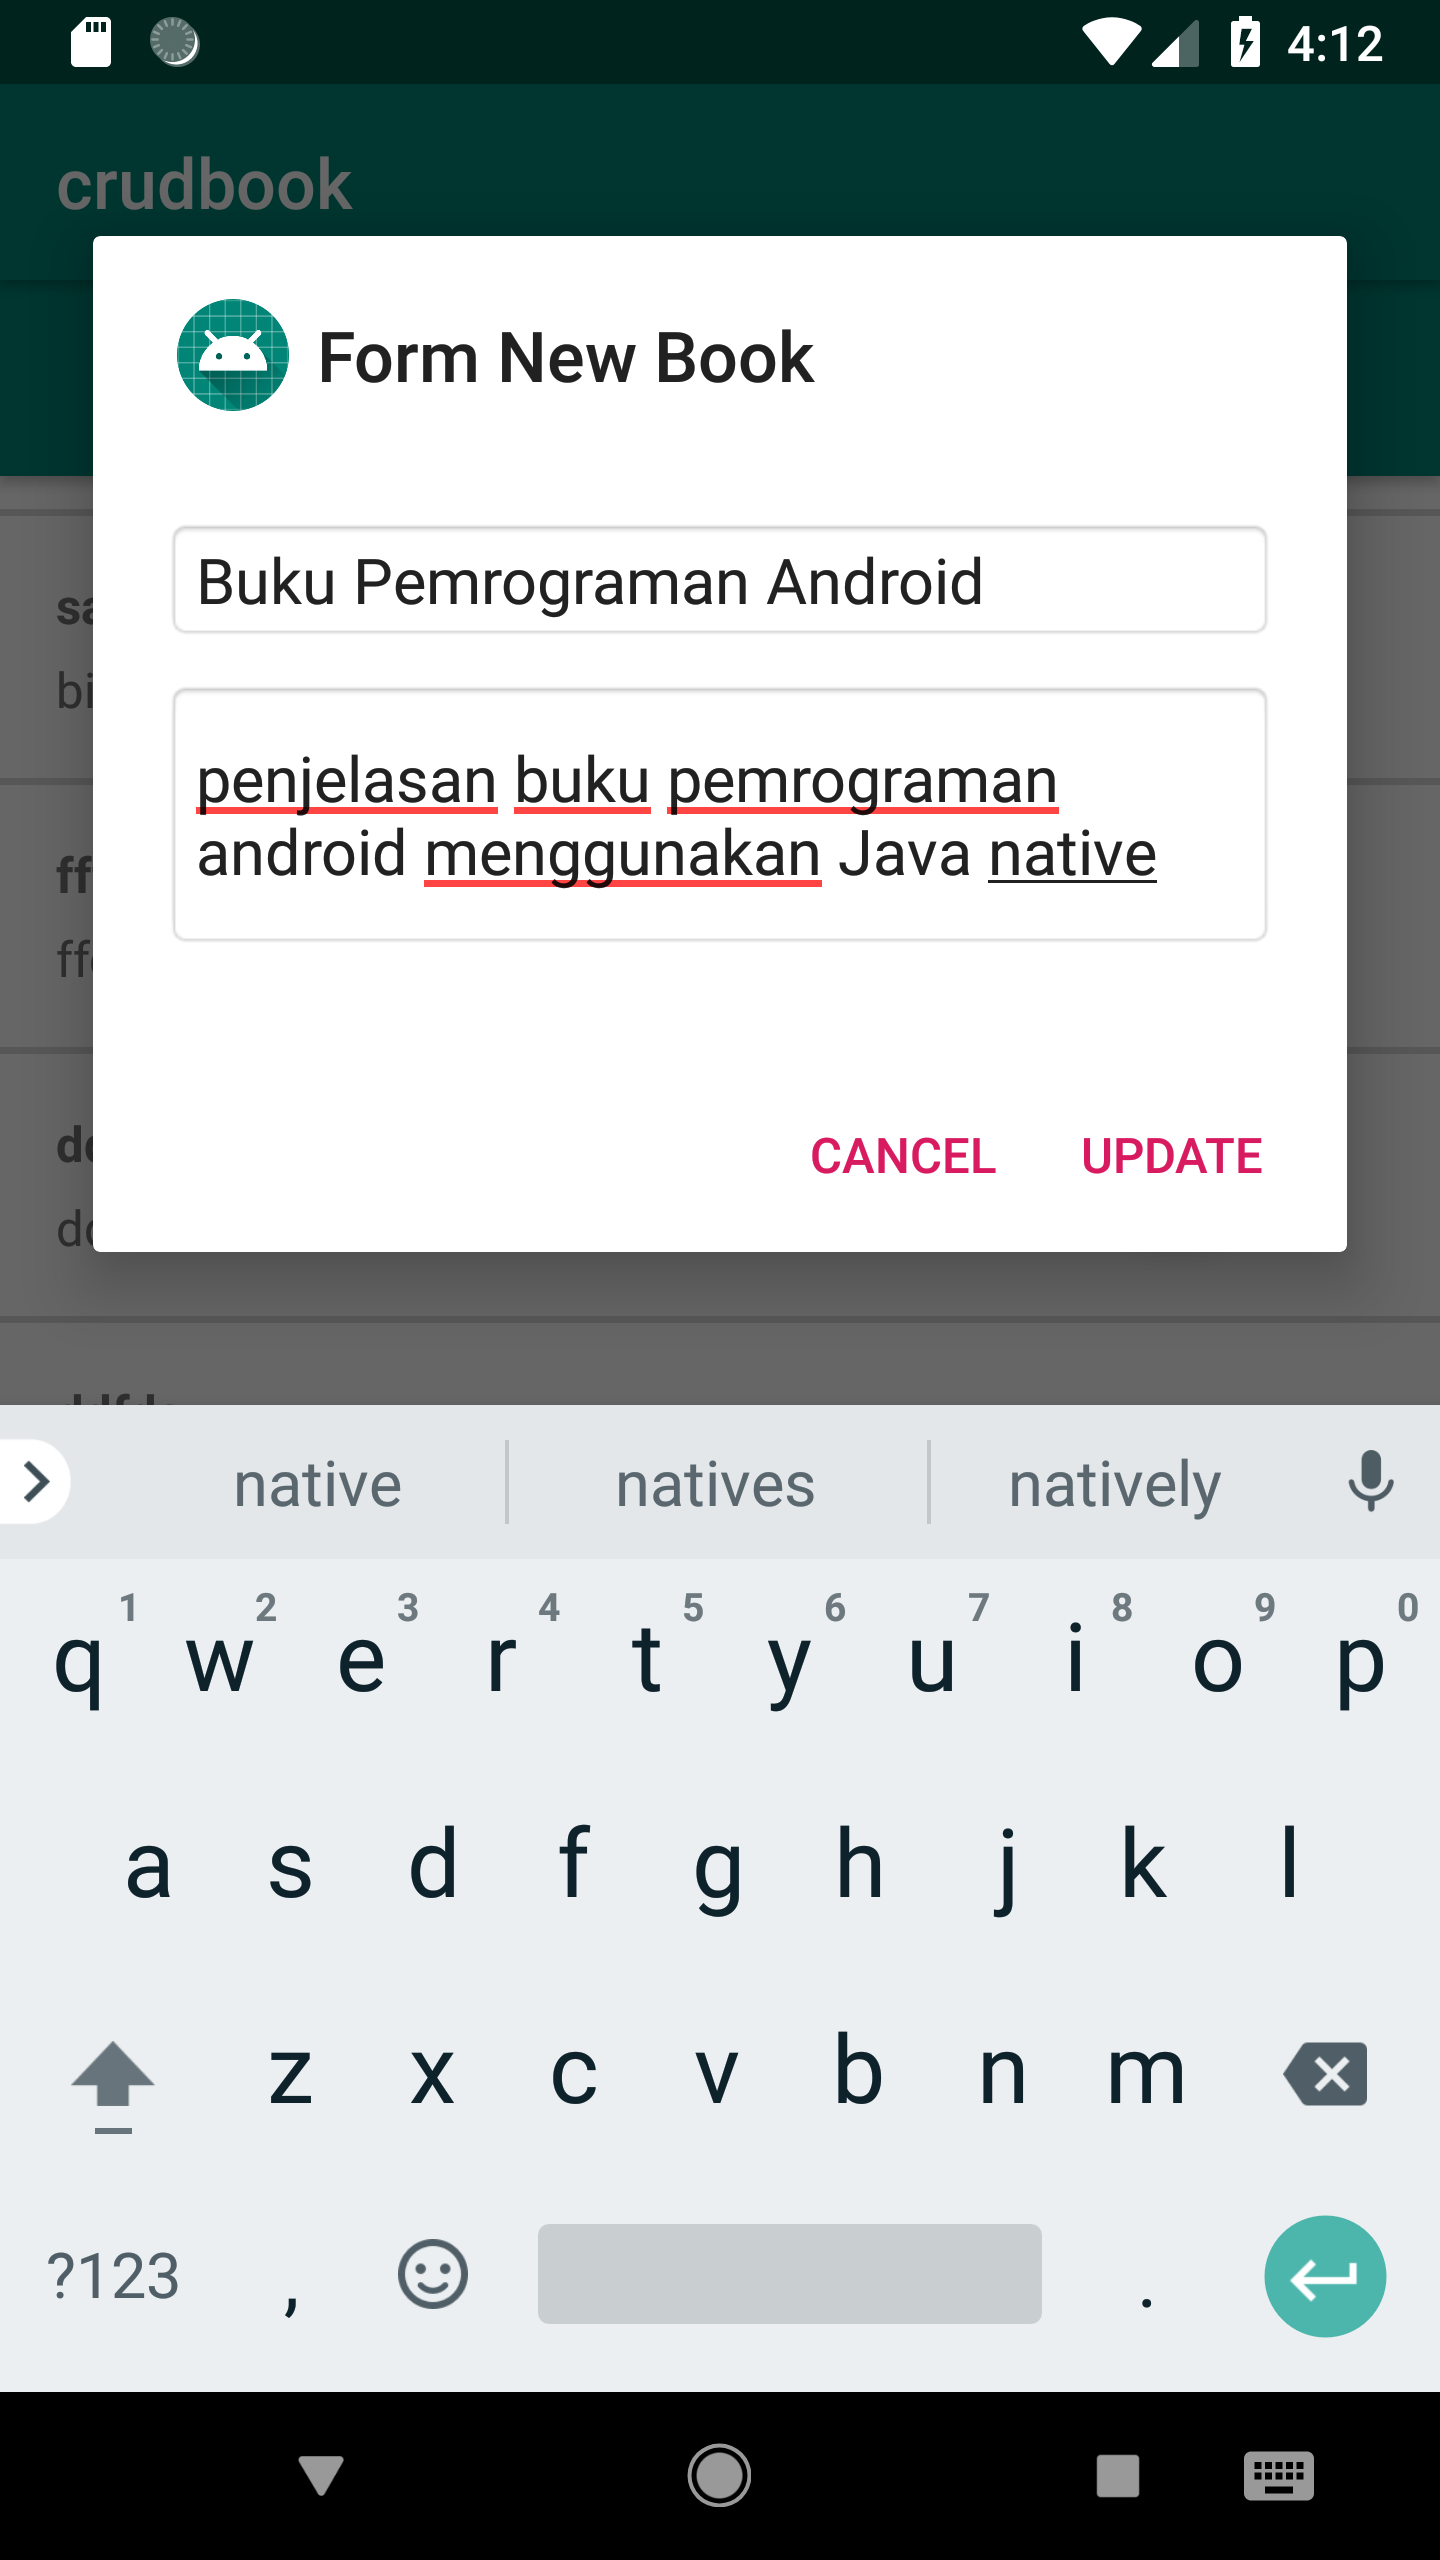 4:12
crudbook
Form New Book
Buku Pemrograman Android
penjelasan buku pemrograman
android menggunakan Java native
CANCEL UPDATE
native natives natively
1 2 3 4 5 6 7 8 9 0
q w e r t y u i o p
a s d f g h j k l
z x c v b n m
?123 , .